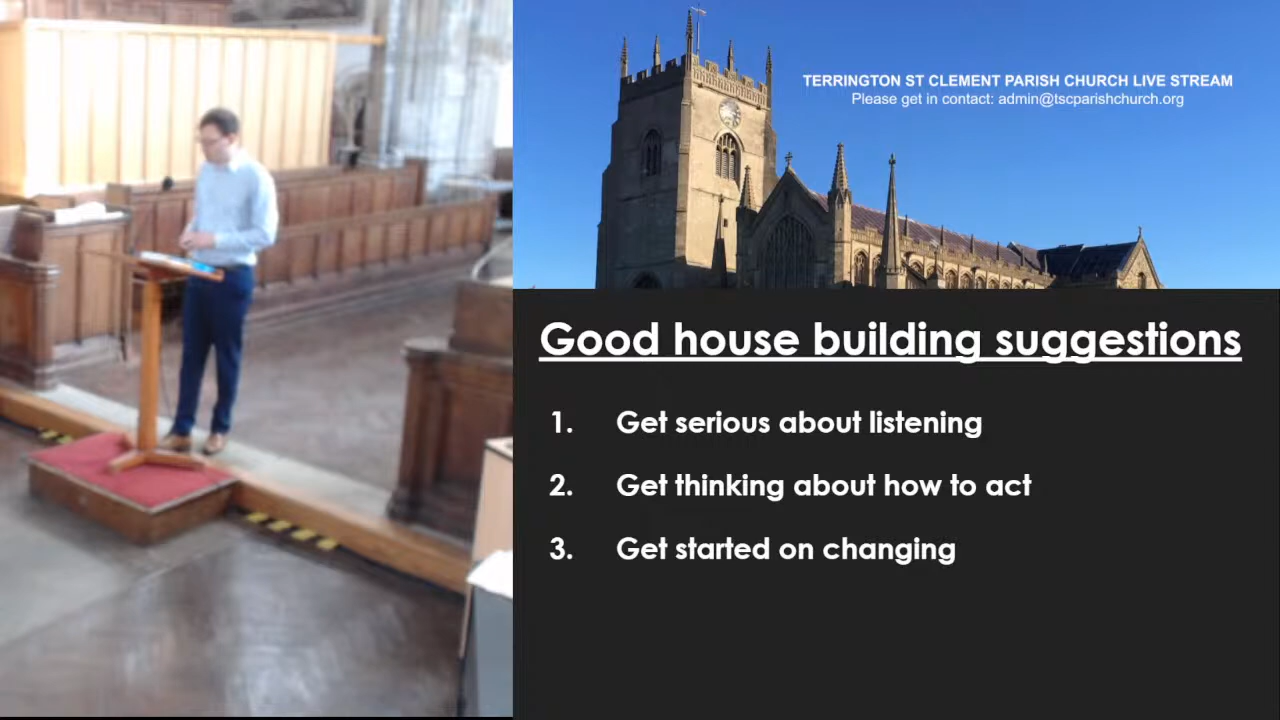 TERRINGTON ST CLEMENT PARISH CHURCH LIVE STREAM
Please get in contact: admin@tscparishchurch.org
Good house building suggestions
1. Get serious about listening
2. Get thinking about how to act
3. Get started on changing